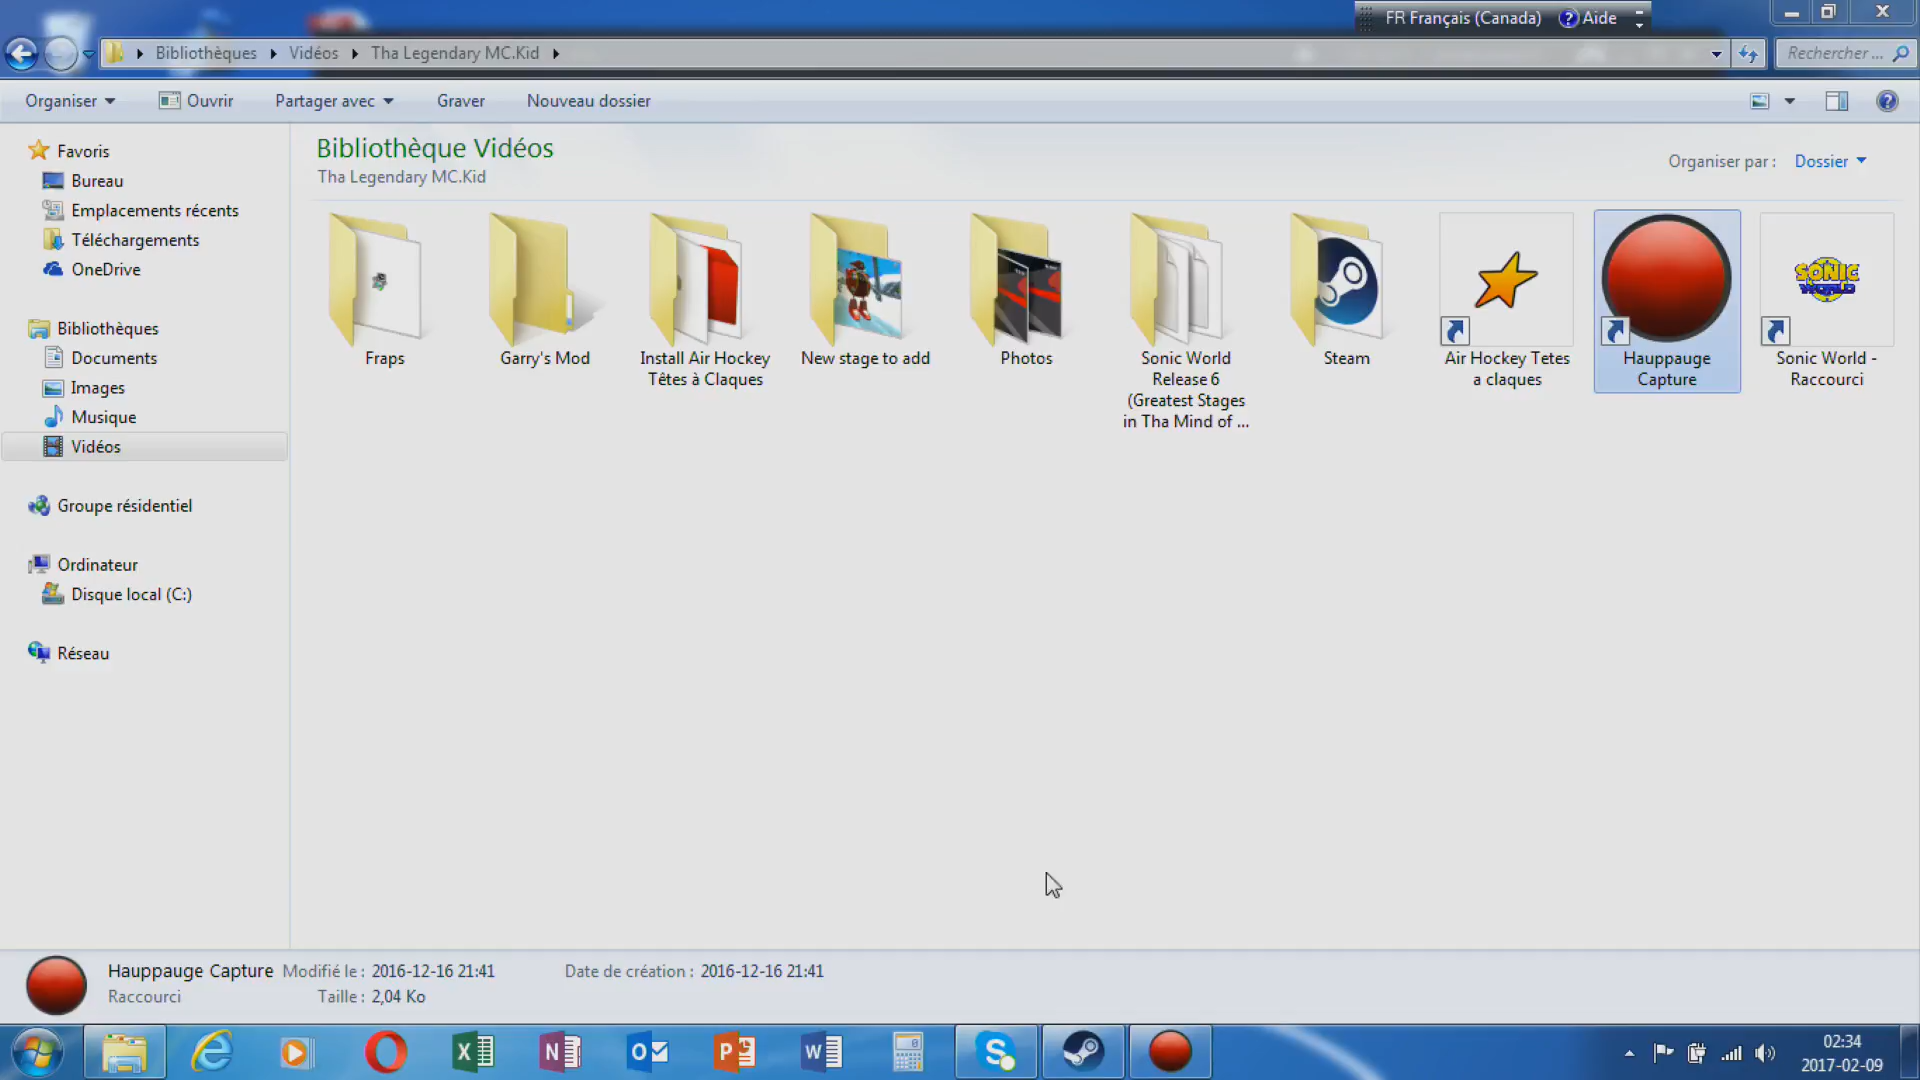 FR Français (Canada) Aide
Bibliothèques Vidéos Tha Legendary MC.Kid
Rechercher ...
Organiser Ouvrir Partager avec Graver Nouveau dossier
Favoris
Bureau
Emplacements récents
Téléchargements
OneDrive
Bibliothèques
Documents
Images
Musique
Vidéos
Groupe résidentiel
Ordinateur
Disque local (C:)
Réseau
Bibliothèque Vidéos
Tha Legendary MC.Kid
Organiser par : Dossier
Fraps
Garry's Mod
Install Air Hockey
Têtes à Claques
New stage to add
Photos
Sonic World
Release 6
(Greatest Stages
in Tha Mind of ...
Steam
Air Hockey Tetes
a claques
Hauppauge
Capture
SONIC
WORLD
Sonic World -
Raccourci
Hauppauge Capture Modifié le : 2016-12-16 21:41 Date de création : 2016-12-16 21:41
Raccourci Taille : 2,04 Ko
02:34
2017-02-09